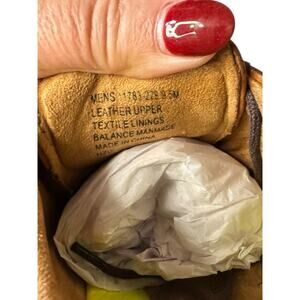 MENS 1783-229 9.5M
LEATHER UPPER
TEXTILE LININGS
BALANCE MANMADE
MADE IN CHINA